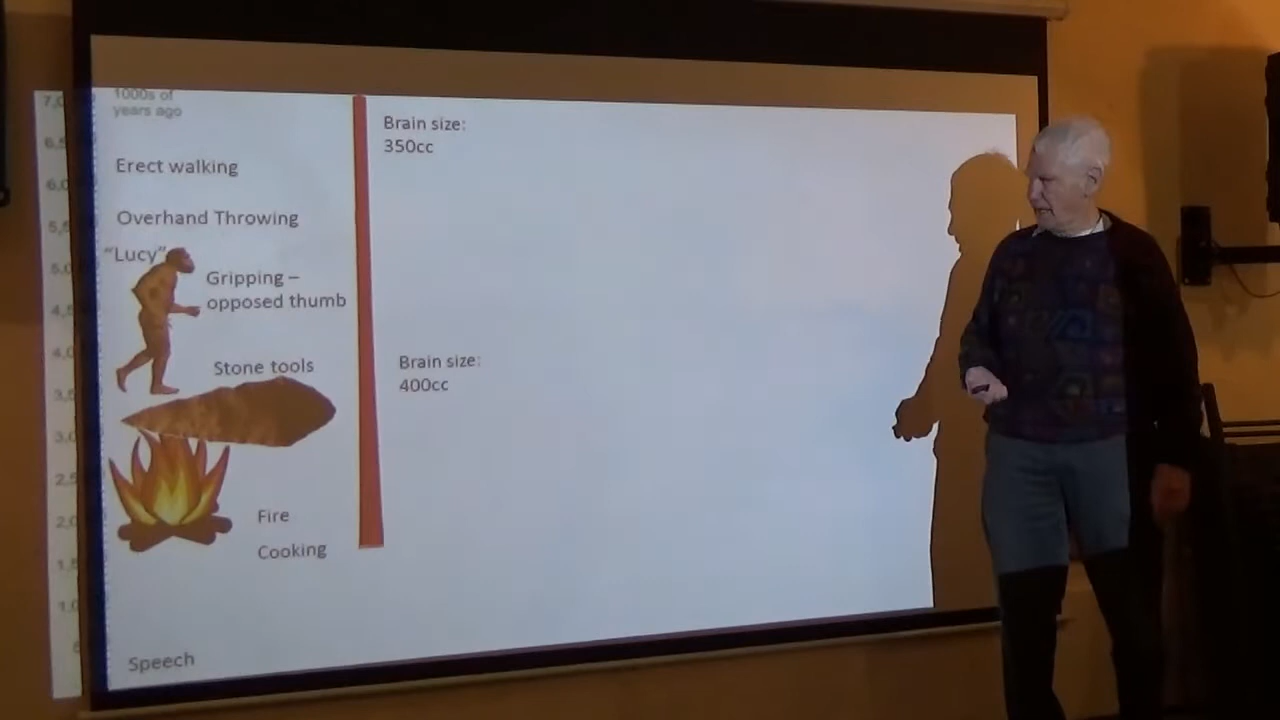 1000s of
years ago
Erect walking
Overhand Throwing
“Lucy”
Gripping –
opposed thumb
Stone tools
Fire
Cooking
Speech
Brain size:
350cc
Brain size:
400cc